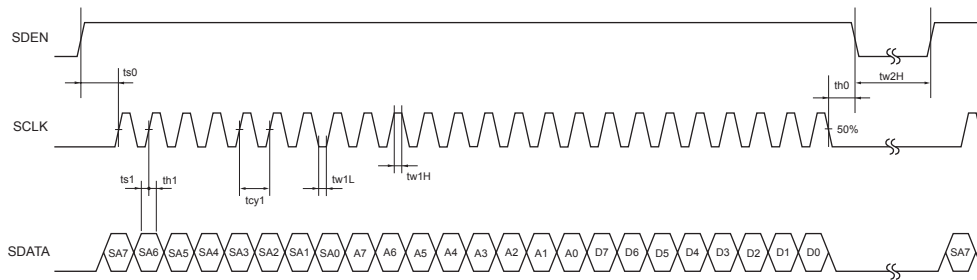 SDEN
ts0
th0
tw2H
SCLK
50%
ts1
th1
tcy1
tw1L
tw1H
SDATA
SA7 SA6 SA5 SA4 SA3 SA2 SA1 SA0 A7 A6 A5 A4 A3 A2 A1 A0 D7 D6 D5 D4 D3 D2 D1 D0 SA7